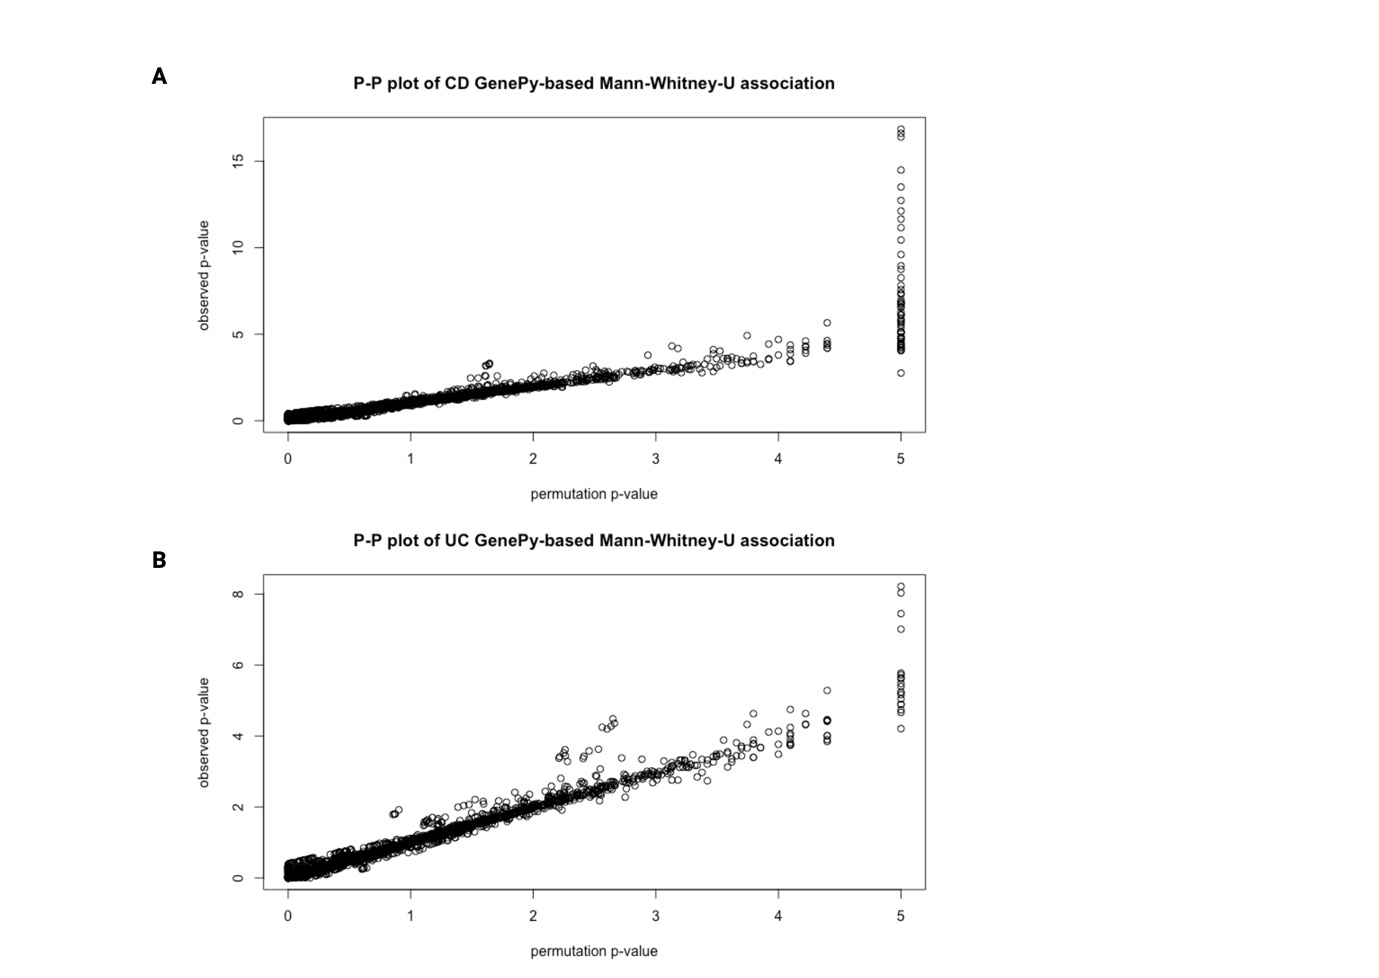 A
P-P plot of CD GenePy-based Mann-Whitney-U association
observed p-value
15
10
5
0
0 1 2 3 4 5
permutation p-value
P-P plot of UC GenePy-based Mann-Whitney-U association
B
observed p-value
8
6
4
2
0
0 1 2 3 4 5
permutation p-value